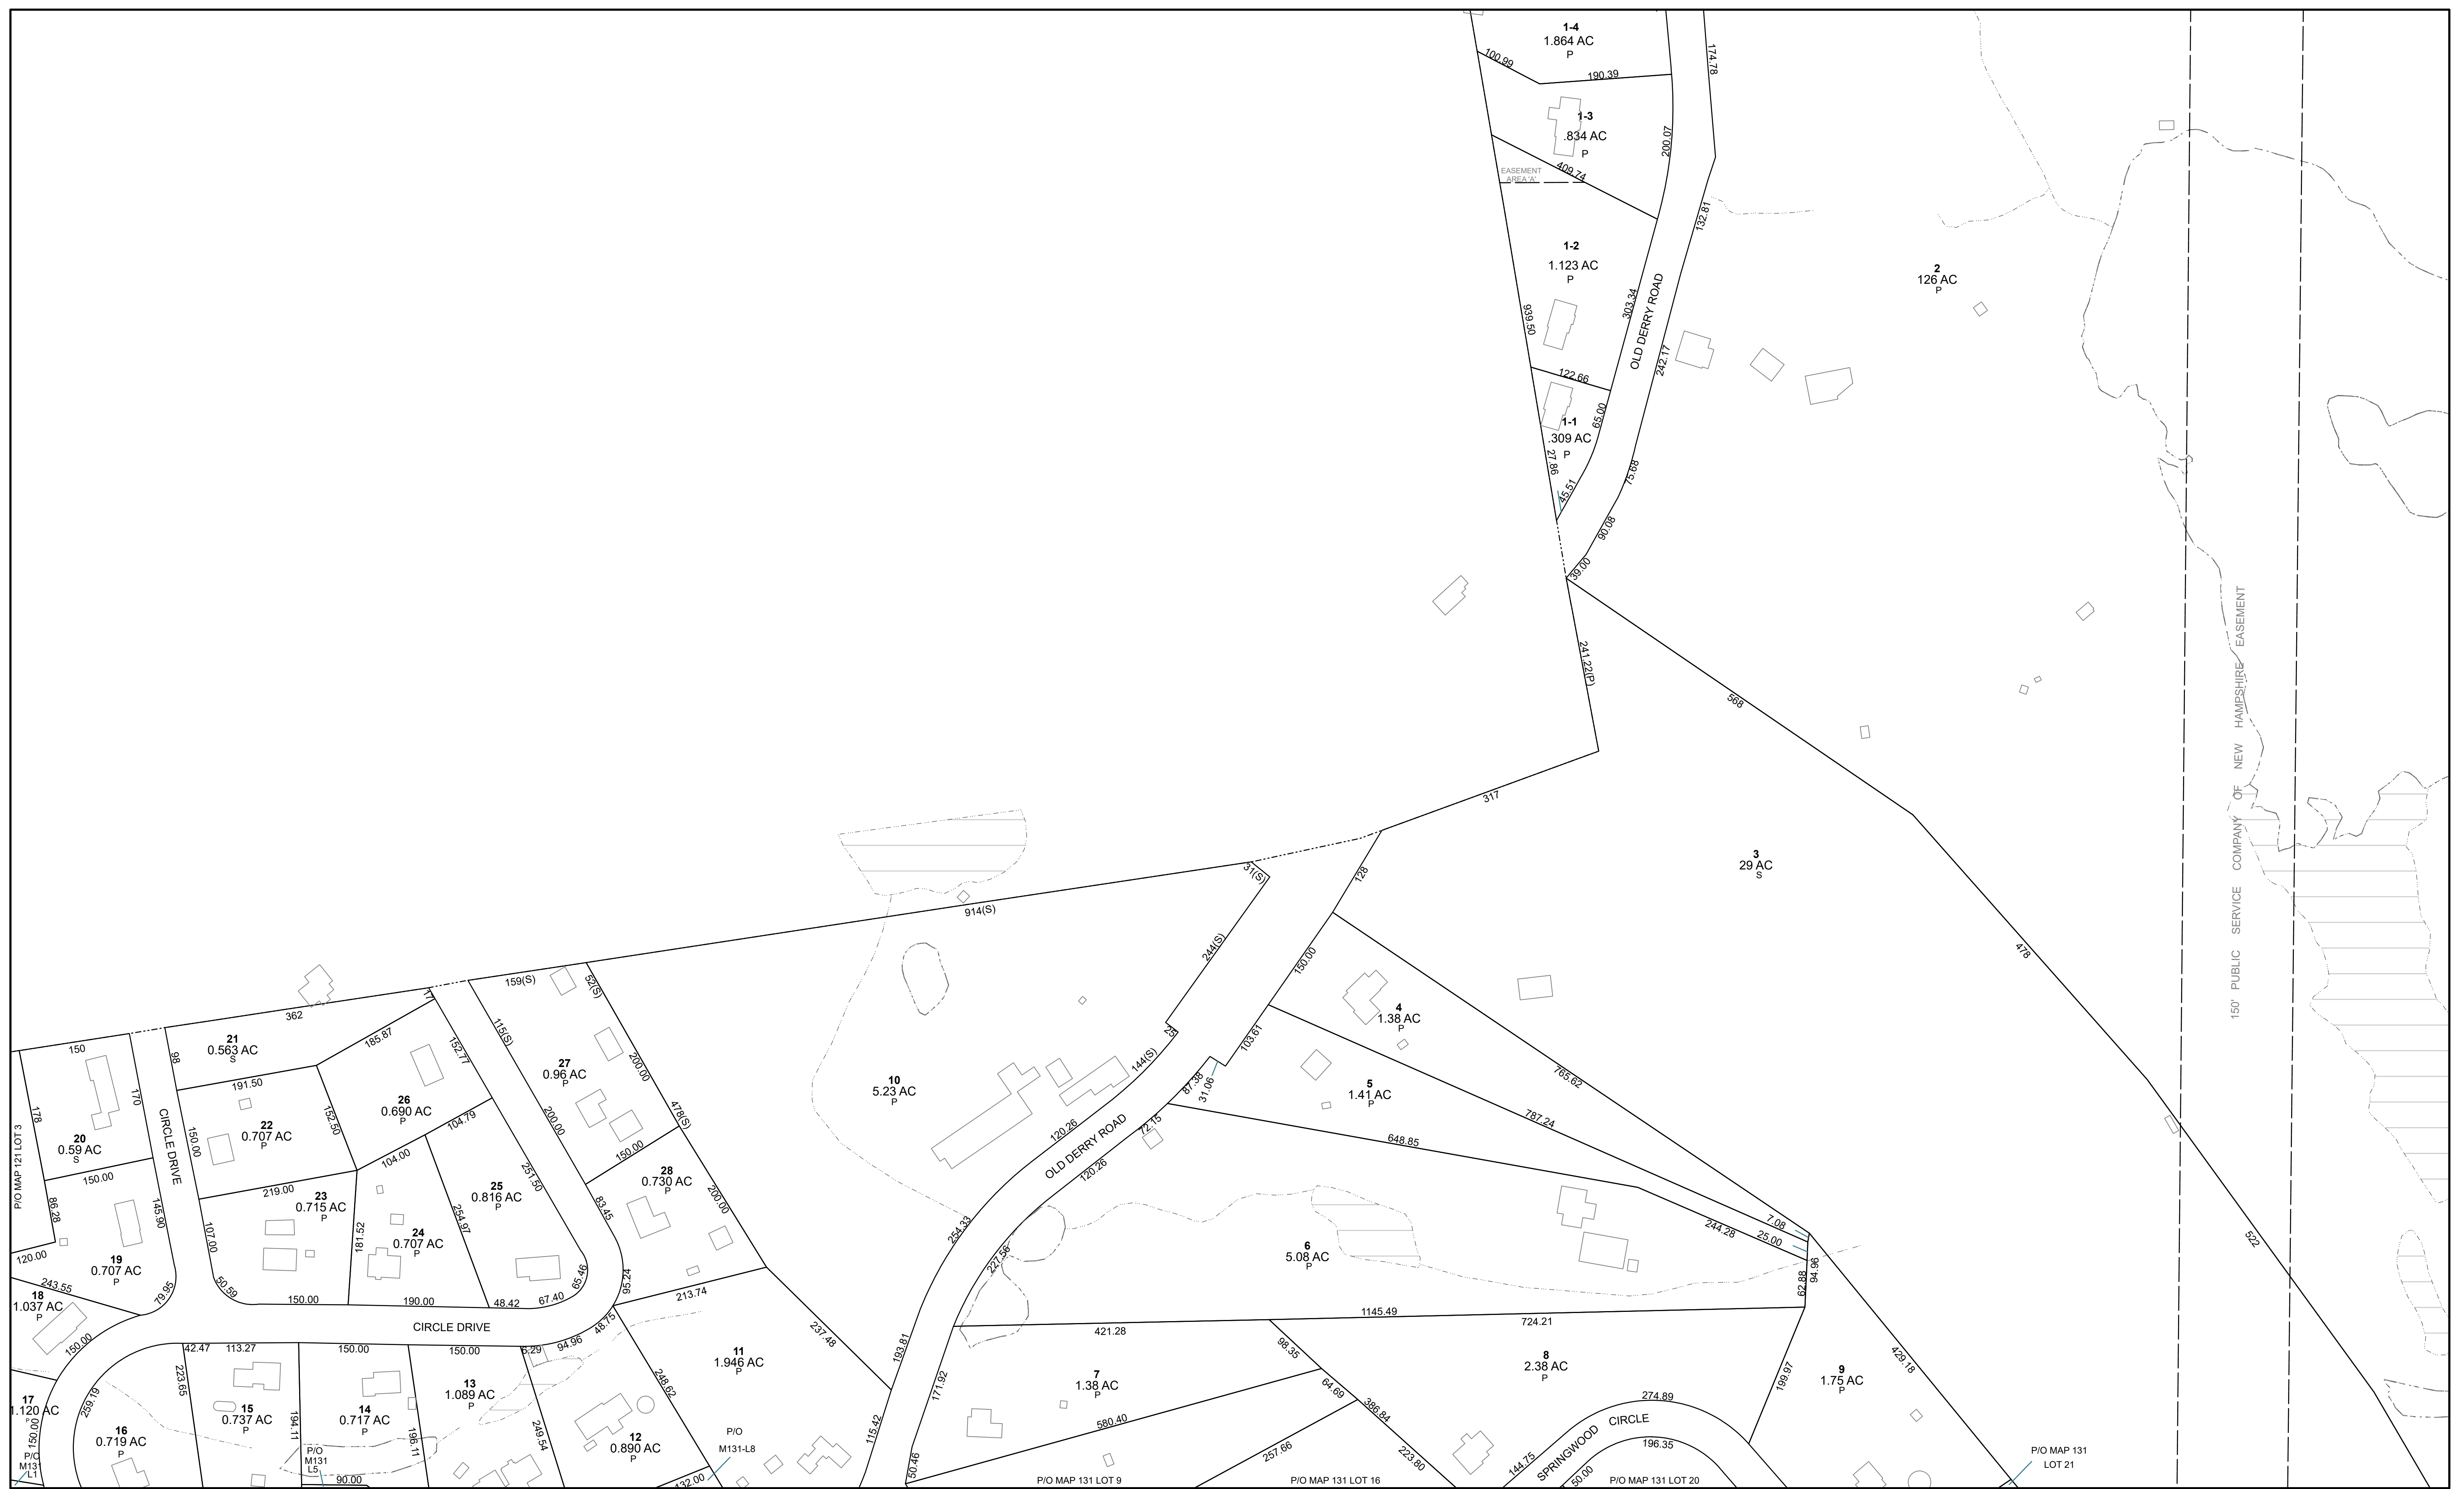 1-4
1.864 AC
P
100.99
190.39
174.78
1-3
.834 AC
P
200.07
409.74
EASEMENT
AREA 'A'
132.81
1-2
1.123 AC
P
939.50
303.34
OLD DERRY ROAD
242.17
2
126 AC
P
122.66
65.00
1-1
.309 AC
P
27.86
45.51
75.68
90.08
39.00
241.22(P)
568
317
150' PUBLIC SERVICE COMPANY OF NEW HAMPSHIRE EASEMENT
3
29 AC
S
31(S)
128
914(S)
244(S)
150.00
478
159(S)
52(S)
362
17
115(S)
4
1.38 AC
P
25
103.61
150
98
21
0.563 AC
S
185.87
152.77
27
0.96 AC
P
200.00
144(S)
87.38
31.06
765.62
10
5.23 AC
P
5
1.41 AC
P
787.24
191.50
26
0.690 AC
P
104.79
178
170
CIRCLE DRIVE
152.50
22
0.707 AC
P
150.00
200.00
478(S)
120.26
72.15
OLD DERRY ROAD
648.85
P/O MAP 121 LOT 3
20
0.59 AC
S
150.00
104.00
150.00
120.26
219.00
23
0.715 AC
P
25
0.816 AC
P
251.50
28
0.730 AC
P
200.00
86.28
145.90
107.00
181.52
24
0.707 AC
P
254.97
83.45
254.33
7.08
244.28
25.00
522
120.00
19
0.707 AC
P
227.56
6
5.08 AC
P
62.88
94.96
243.55
79.95
50.59
150.00
190.00
48.42
67.40
65.46
95.24
213.74
18
1.037 AC
P
150.00
CIRCLE DRIVE
48.75
94.96
237.48
1145.49
421.28
724.21
42.47
113.27
150.00
150.00
5.29
193.81
98.35
11
1.946 AC
P
8
2.38 AC
P
429.18
223.65
248.62
171.92
7
1.38 AC
P
64.69
199.97
9
1.75 AC
P
17
1.120 AC
P
259.19
150.00
15
0.737 AC
P
194.11
14
0.717 AC
P
13
1.089 AC
P
274.89
386.84
580.40
SPRINGWOOD CIRCLE
16
0.719 AC
P
196.11
249.54
12
0.890 AC
P
115.42
257.66
223.80
196.35
P/O
M131-L8
P/O
M131
L5
P/O
M131
L1
144.75
P/O MAP 131
LOT 21
90.00
132.00
50.46
P/O MAP 131 LOT 9
P/O MAP 131 LOT 16
50.00
P/O MAP 131 LOT 20